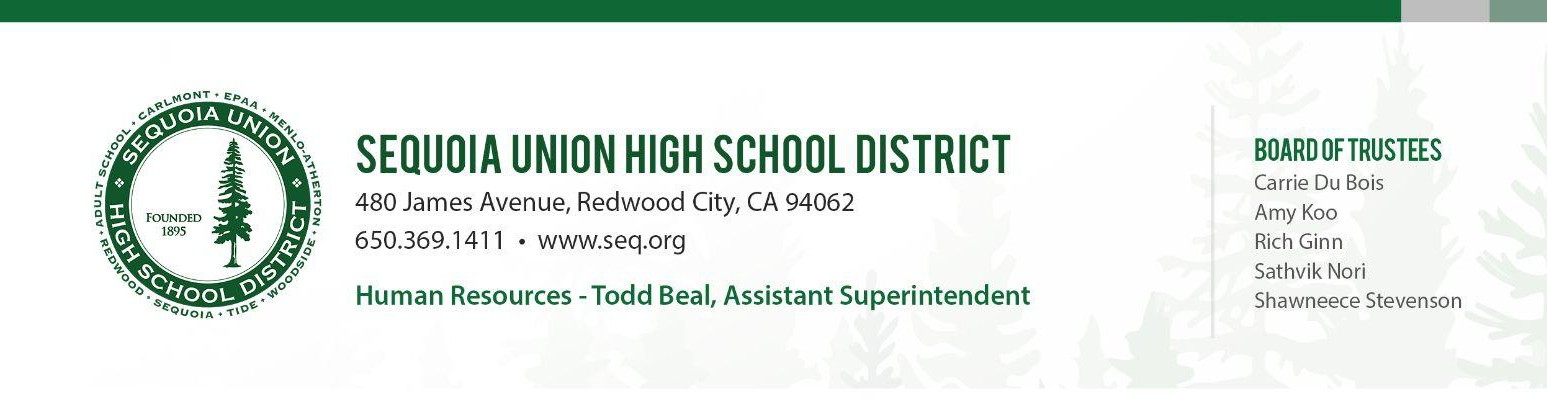 ADULT SCHOOL • CARLMONT • EPAA • MENLO-ATHERTON
REDWOOD • SEQUOIA • TIDE • WOODSIDE
SEQUOIA UNION
HIGH SCHOOL DISTRICT
FOUNDED
1895
SEQUOIA UNION HIGH SCHOOL DISTRICT
480 James Avenue, Redwood City, CA 94062
650.369.1411 • www.seq.org
Human Resources - Todd Beal, Assistant Superintendent
BOARD OF TRUSTEES
Carrie Du Bois
Amy Koo
Rich Ginn
Sathvik Nori
Shawneece Stevenson